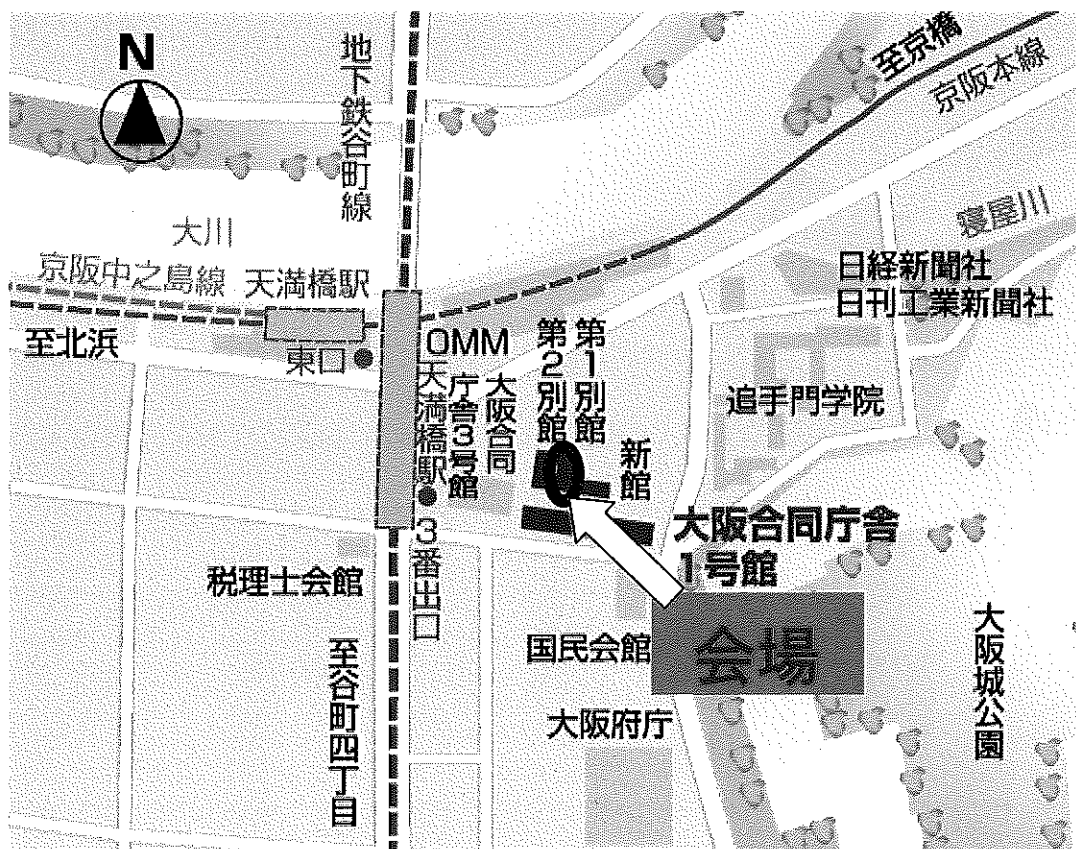 N
地下鉄谷町線
至京橋
京阪本線
大川
寝屋川
京阪中之島線
天満橋駅
日経新聞社
日刊工業新聞社
至北浜
東口
OMM
天満橋駅
大阪合同
庁舎3号館
第2別館
第1別館
新館
追手門学院
3番出口
大阪合同庁舎
1号館
税理士会館
会場
国民会館
大阪城公園
至谷町四丁目
大阪府庁